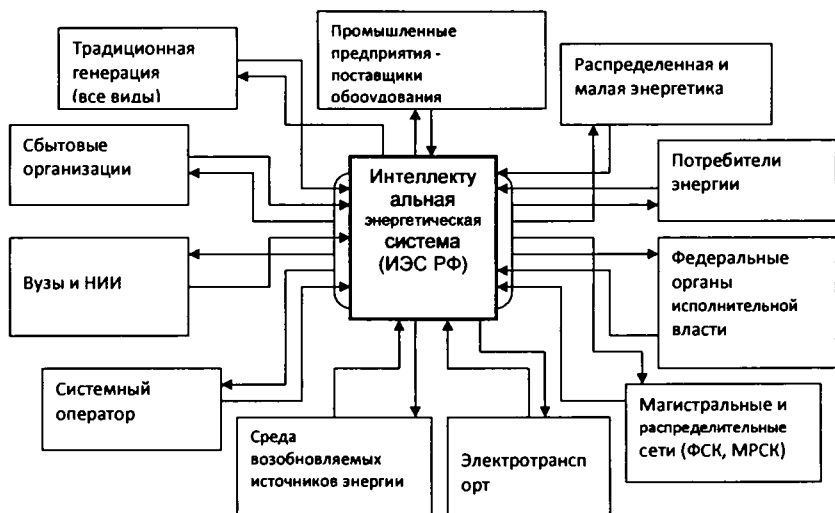 Традиционная
генерация
(все виды)
Промышленные
предприятия -
поставщики
оборудования
Распределенная и
малая энергетика
Сбытовые
организации
Интеллекту
альная
энергетическая
система
(ИЭС РФ)
Потребители
энергии
Вузы и НИИ
Федеральные
органы
исполнительной
власти
Системный
оператор
Среда
возобновляемых
источников энергии
Электротрансп
орт
Магистральные и
распределительные
сети (ФСК, МРСК)